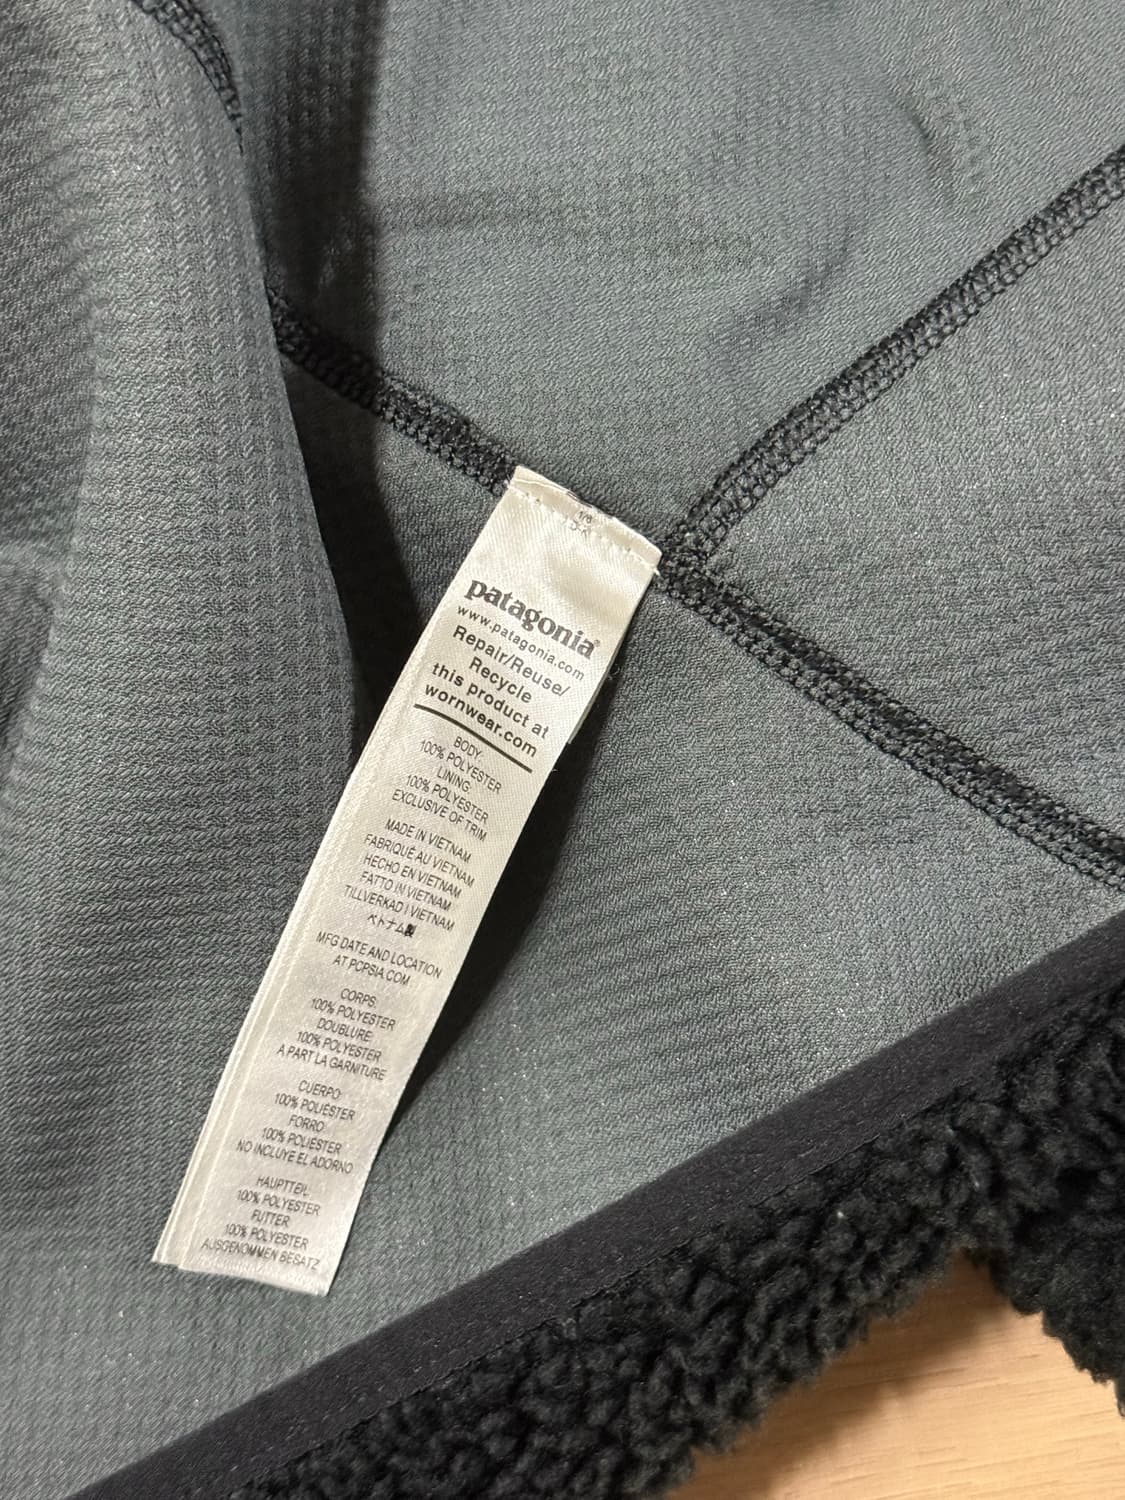 patagonia®
www.patagonia.com
Repair/Reuse/
Recycle
this product at
wornwear.com
BODY:
100% POLYESTER
LINING:
100% POLYESTER
EXCLUSIVE OF TRIM
MADE IN VIETNAM
FABRIQUÉ AU VIETNAM
HECHO EN VIETNAM
FATTO IN VIETNAM
TILLVERKAD I VIETNAM
ベトナム製
MFG DATE AND LOCATION
AT PCPSIA.COM
CORPS:
100% POLYESTER
DOUBLURE:
100% POLYESTER
À PART LA GARNITURE
CUERPO:
100% POLIÉSTER
FORRO:
100% POLIÉSTER
NO INCLUYE EL ADORNO
HAUPTTEIL:
100% POLYESTER
FUTTER:
100% POLYESTER
AUSGENOMMEN BESATZ